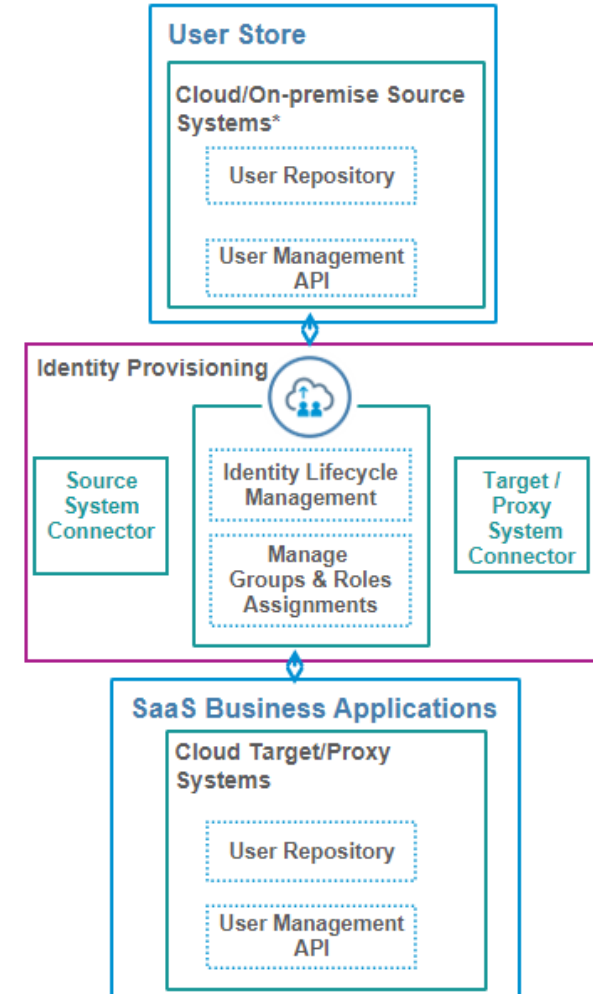 User Store
Cloud/On-premise Source
Systems*
User Repository
User Management
API
Identity Provisioning
Source
System
Connector
Identity Lifecycle
Management
Manage
Groups & Roles
Assignments
Target /
Proxy
System
Connector
SaaS Business Applications
Cloud Target/Proxy
Systems
User Repository
User Management
API